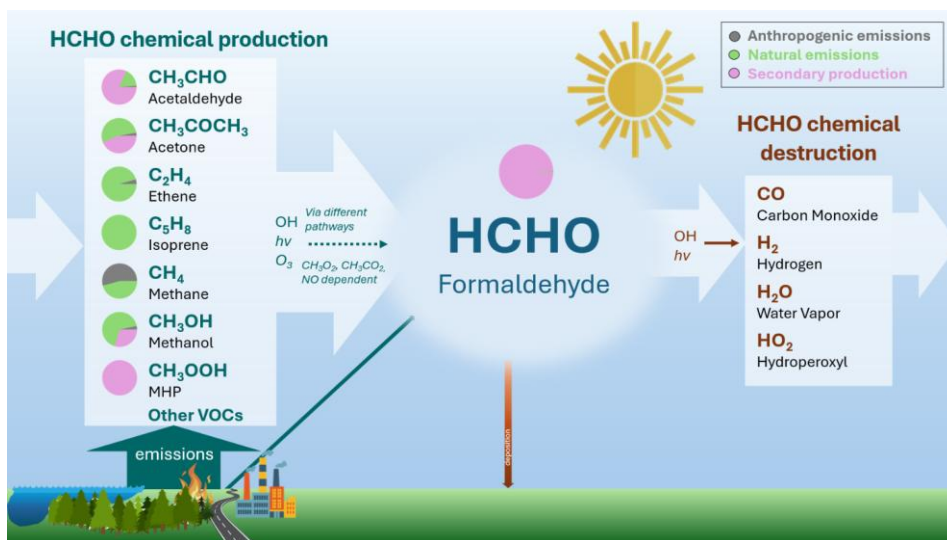 HCHO chemical production
CH₃CHO
Acetaldehyde
CH₃COCH₃
Acetone
C₂H₄
Ethene
C₅H₈
Isoprene
CH₄
Methane
CH₃OH
Methanol
CH₃OOH
MHP
Other VOCs
emissions
OH
hv
O₃
Via different
pathways
CH₃O₂, CH₃CO₂,
NO dependent
HCHO
Formaldehyde
deposition
Anthropogenic emissions
Natural emissions
Secondary production
HCHO chemical
destruction
OH
hv
CO
Carbon Monoxide
H₂
Hydrogen
H₂O
Water Vapor
HO₂
Hydroperoxyl